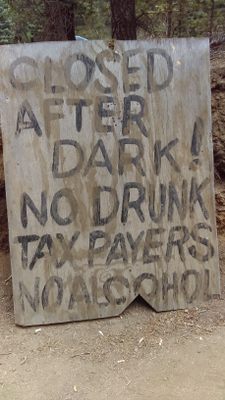 CLOSED
AFTER
DARK!
NO DRUNK
TAX PAYERS
NO ALCOHOL